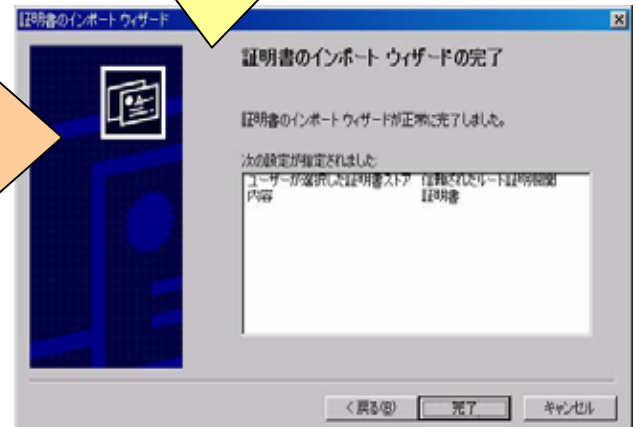 証明書のインポート ウィザード
証明書のインポート ウィザードの完了
証明書のインポート ウィザードが正常に完了しました。
次の設定が指定されました
ユーザーが選択した証明書ストア 信頼されたルート証明機関
内容 証明書
< 戻る(B) 完了 キャンセル